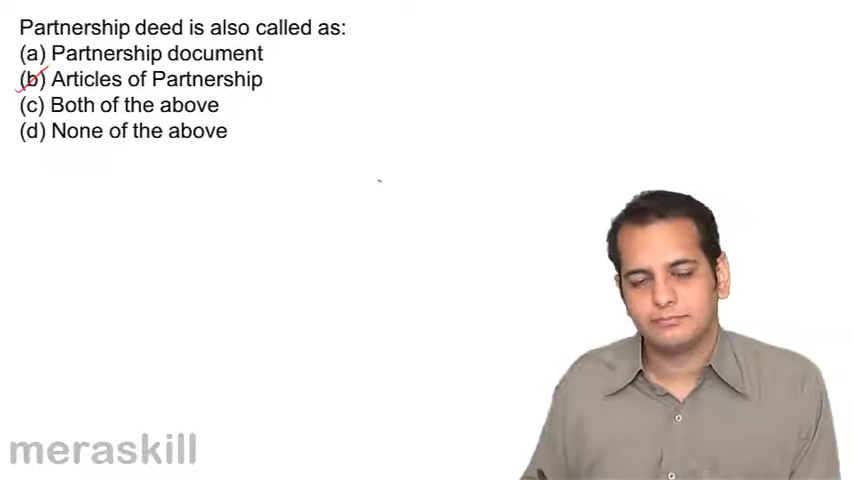 Partnership deed is also called as:
(a) Partnership document
(b) Articles of Partnership
(c) Both of the above
(d) None of the above
meraskill